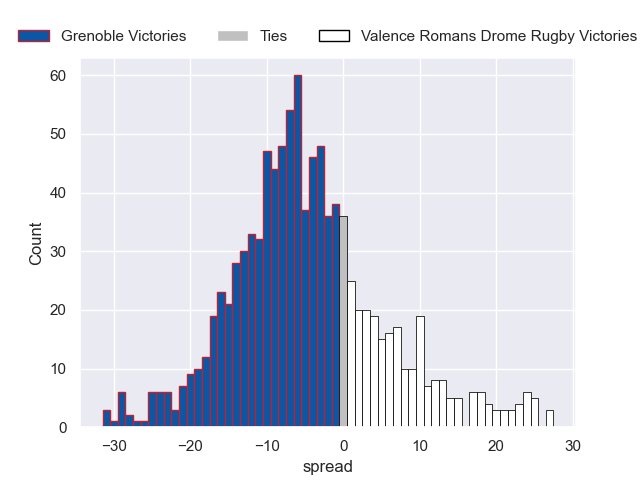 Grenoble Victories Ties Valence Romans Drome Rugby Victories
60
50
40
30
20
10
0
Count
−30 −20 −10 0 10 20 30
spread